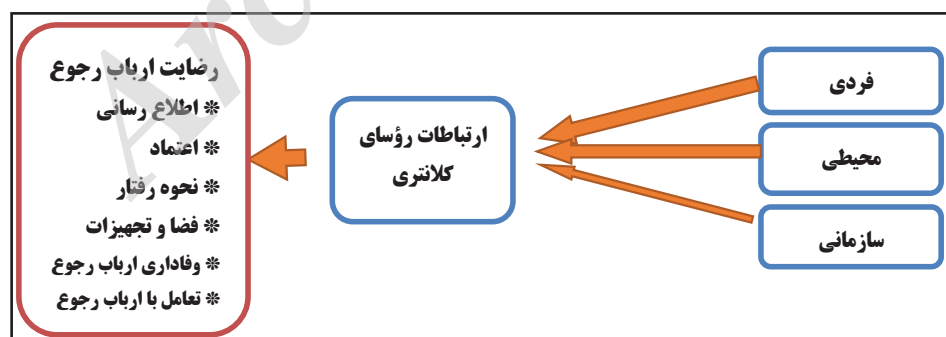 فردی
محیطی
سازمانی
ارتباطات رؤسای
کلانتری
رضایت ارباب رجوع
* اطلاع رسانی
* اعتماد
* نحوه رفتار
* فضا و تجهیزات
* وفاداری ارباب رجوع
* تعامل با ارباب رجوع